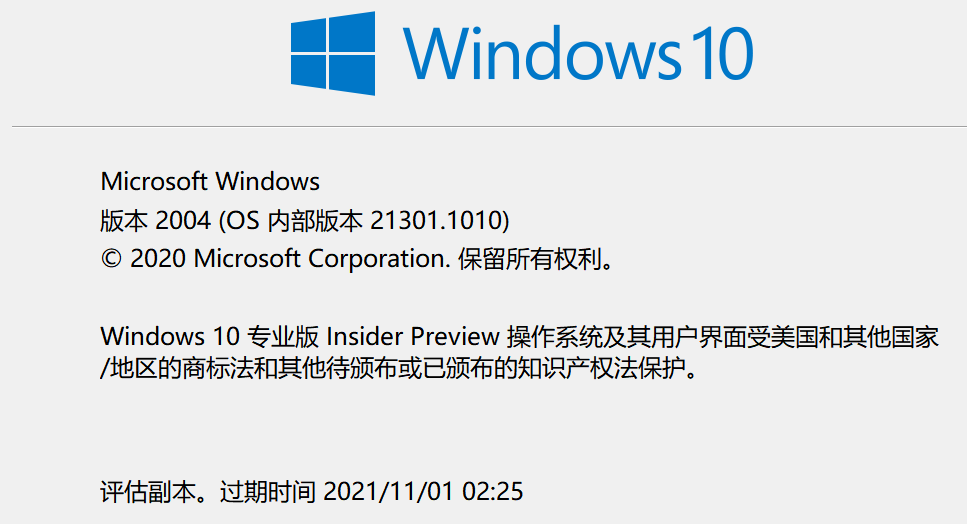 Windows 10
Microsoft Windows
版本 2004 (OS 内部版本 21301.1010)
© 2020 Microsoft Corporation. 保留所有权利。
Windows 10 专业版 Insider Preview 操作系统及其用户界面受美国和其他国家
/地区的商标法和其他待颁布或已颁布的知识产权法保护。
评估副本。过期时间 2021/11/01 02:25